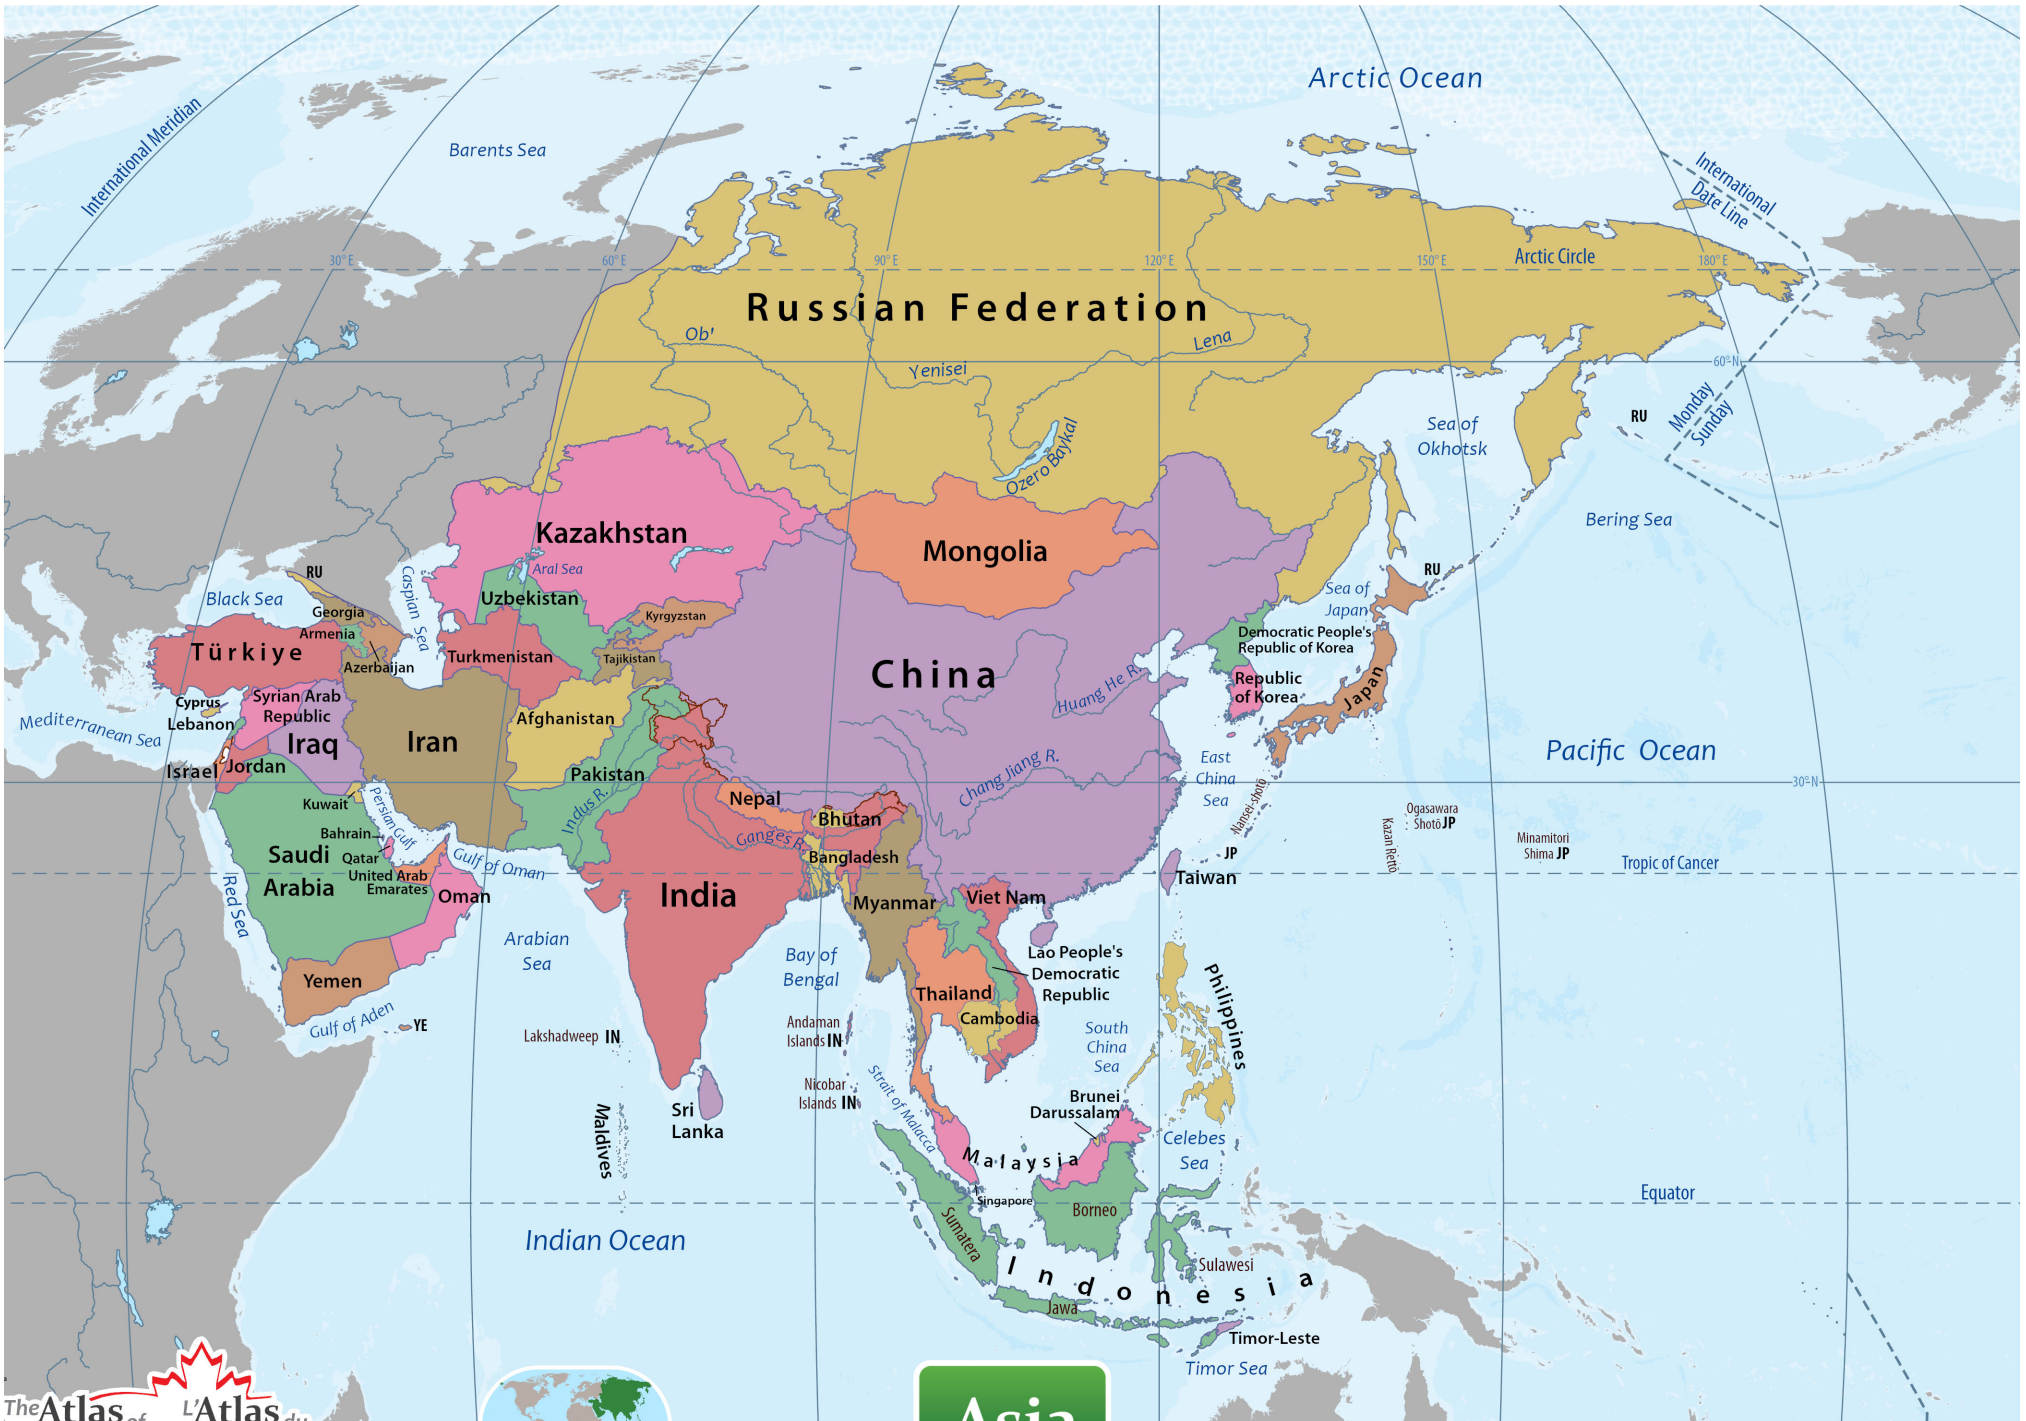 Arctic Ocean
International Meridian
Barents Sea
International
Date Line
30° E
60° E
90° E
120° E
150° E
Arctic Circle
180° E
Russian Federation
Ob'
Yenisei
Lena
60° N
Monday
Sunday
RU
Sea of
Okhotsk
Ozero Baykal
Bering Sea
Kazakhstan
Mongolia
Aral Sea
Caspian Sea
RU
RU
Black Sea
Georgia
Armenia
Azerbaijan
Türkiye
Uzbekistan
Kyrgyzstan
Turkmenistan
Tajikistan
Sea of
Japan
Democratic People's
Republic of Korea
Republic
of Korea
Japan
China
Huang He R.
Chang Jiang R.
Cyprus
Lebanon
Syrian Arab
Republic
Mediterranean Sea
Iraq
Iran
Afghanistan
Israel
Jordan
Pakistan
Indus R.
Kuwait
Persian Gulf
Bahrain
Qatar
United Arab
Emirates
Saudi
Arabia
Oman
Gulf of Oman
Red Sea
Yemen
Gulf of Aden
YE
East
China
Sea
Pacific Ocean
30° N
Nansei-shotō
Ogasawara
Shotō JP
Kazan Rettō
Minamitori
Shima JP
JP
Tropic of Cancer
Taiwan
Nepal
Bhutan
Ganges R.
Bangladesh
India
Myanmar
Viet Nam
Lao People's
Democratic
Republic
Thailand
Cambodia
Arabian
Sea
Bay of
Bengal
Lakshadweep IN
Andaman
Islands IN
Nicobar
Islands IN
South
China
Sea
Philippines
Strait of Malacca
Brunei
Darussalam
Sri
Lanka
Maldives
Malaysia
Celebes
Sea
Singapore
Equator
Borneo
Sumatera
Indian Ocean
Sulawesi
Indonesia
Jawa
Timor-Leste
Timor Sea
The Atlas of
L'Atlas du
Asia